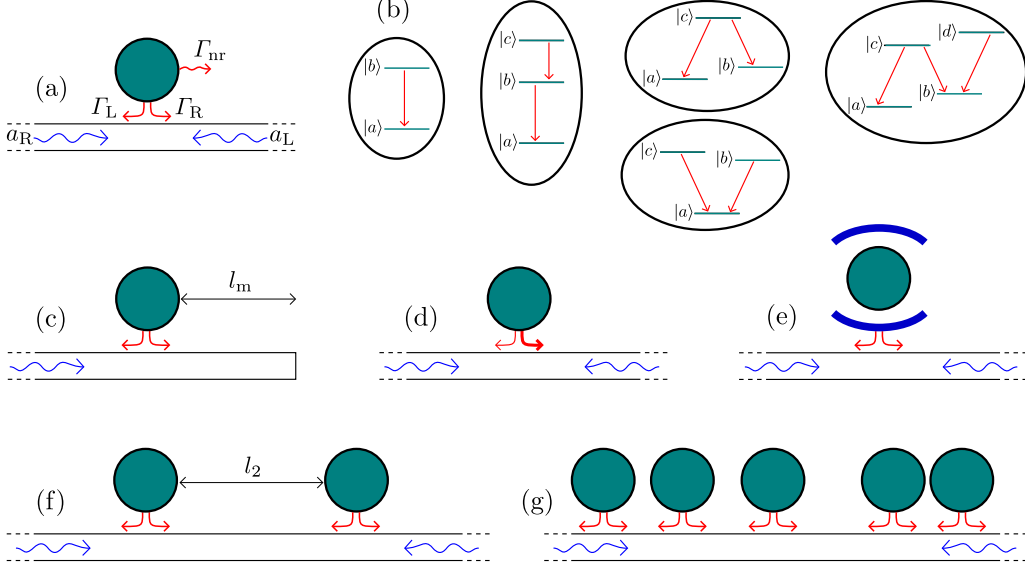 (a)
Γnr
ΓL
ΓR
aR
aL
(b)
|b⟩
|a⟩
|c⟩
|b⟩
|a⟩
|c⟩
|a⟩
|b⟩
|c⟩
|b⟩
|a⟩
|d⟩
|c⟩
|b⟩
|a⟩
(c)
lm
(d)
(e)
(f)
l2
(g)